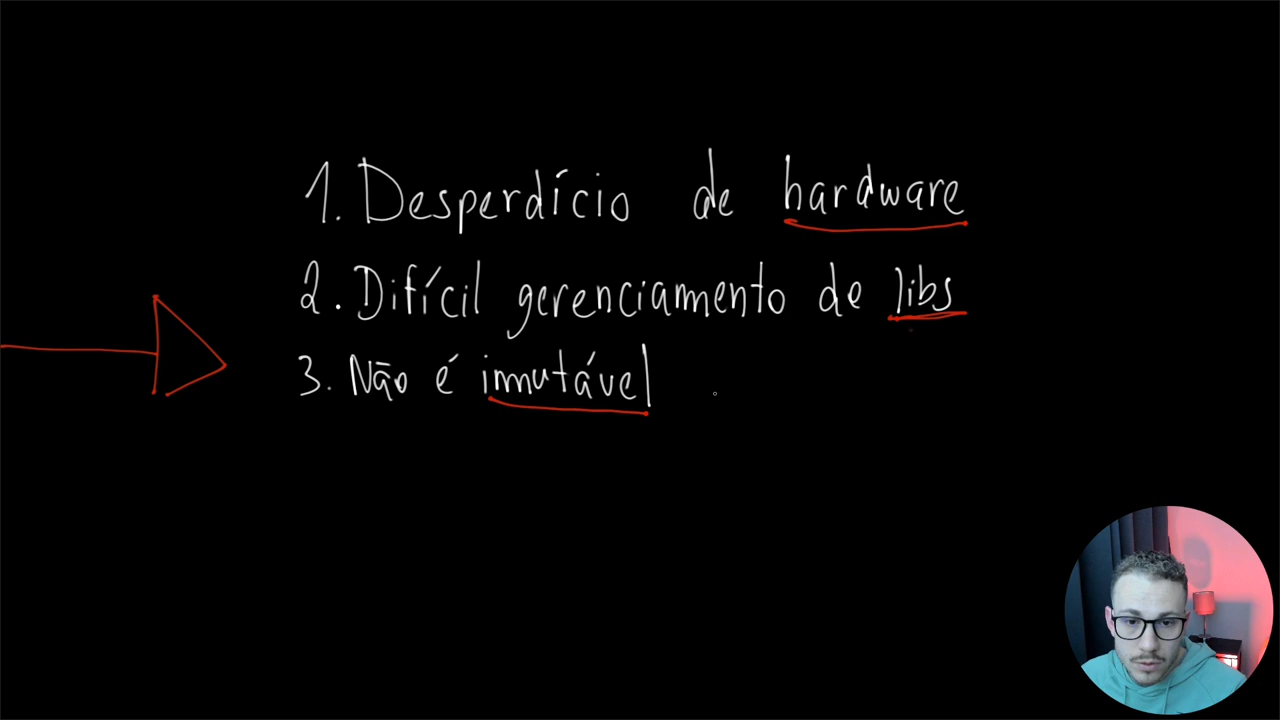 1. Desperdício de hardware
2. Difícil gerenciamento de libs
3. Não é imutável